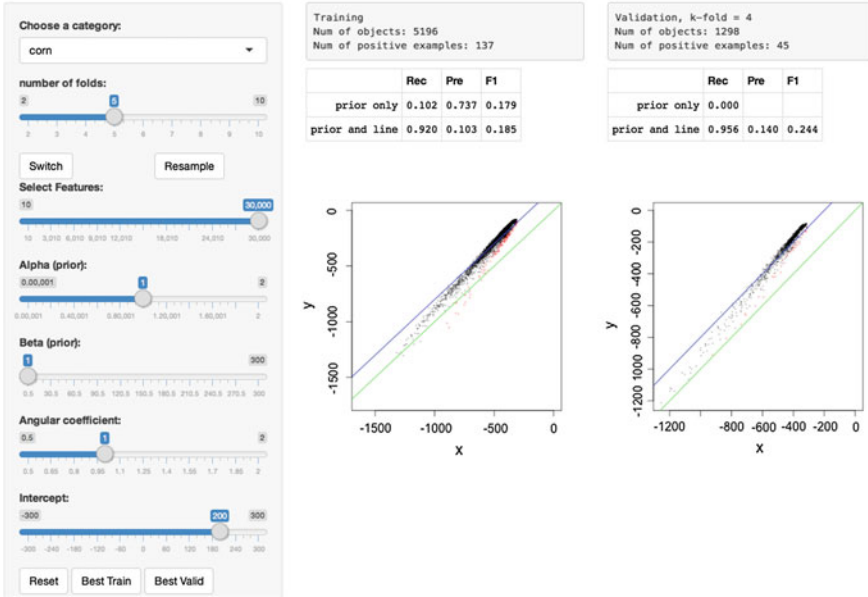 Choose a category:
corn
number of folds:
2 5 10
2 3 4 5 6 7 8 9 10
Switch Resample
Select Features:
10 30,000
10 3,010 6,010 9,010 12,010 18,010 24,010 30,000
Alpha (prior):
0.00,001 1 2
0.00,001 0.40,001 0.80,001 1.20,001 1.60,001 2
Beta (prior):
1 300
0.5 30.5 60.5 90.5 120.5 150.5 180.5 210.5 240.5 270.5 300
Angular coefficient:
0.5 1 2
0.5 0.65 0.8 0.95 1.1 1.25 1.4 1.55 1.7 1.85 2
Intercept:
-300 200 300
-300 -240 -180 -120 -60 0 60 120 180 240 300
Reset Best Train Best Valid
Training
Num of objects: 5196
Num of positive examples: 137
Rec Pre F1
prior only 0.102 0.737 0.179
prior and line 0.920 0.103 0.185
y
0
-500
-1000
-1500
-1500 -1000 -500 0
x
Validation, k-fold = 4
Num of objects: 1298
Num of positive examples: 45
Rec Pre F1
prior only 0.000
prior and line 0.956 0.140 0.244
y
0
-200
-400
-600
-800
-1200 1000
-1200 -800 -600 -400 -200 0
x